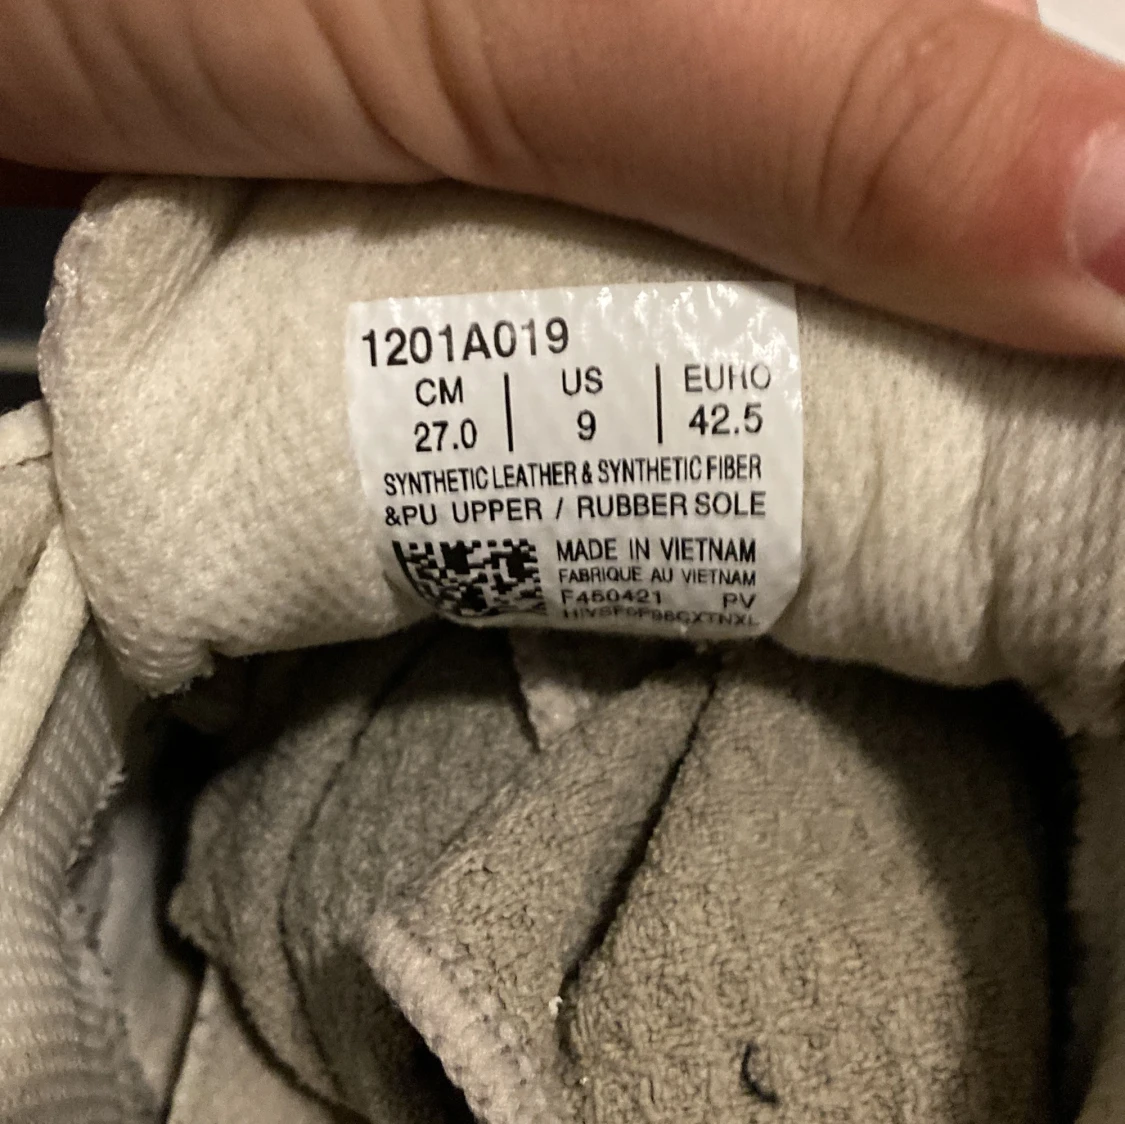 1201A019
CM | US | EURO
27.0 | 9 | 42.5
SYNTHETIC LEATHER & SYNTHETIC FIBER
&PU UPPER / RUBBER SOLE
MADE IN VIETNAM
FABRIQUE AU VIETNAM
F460421 PV